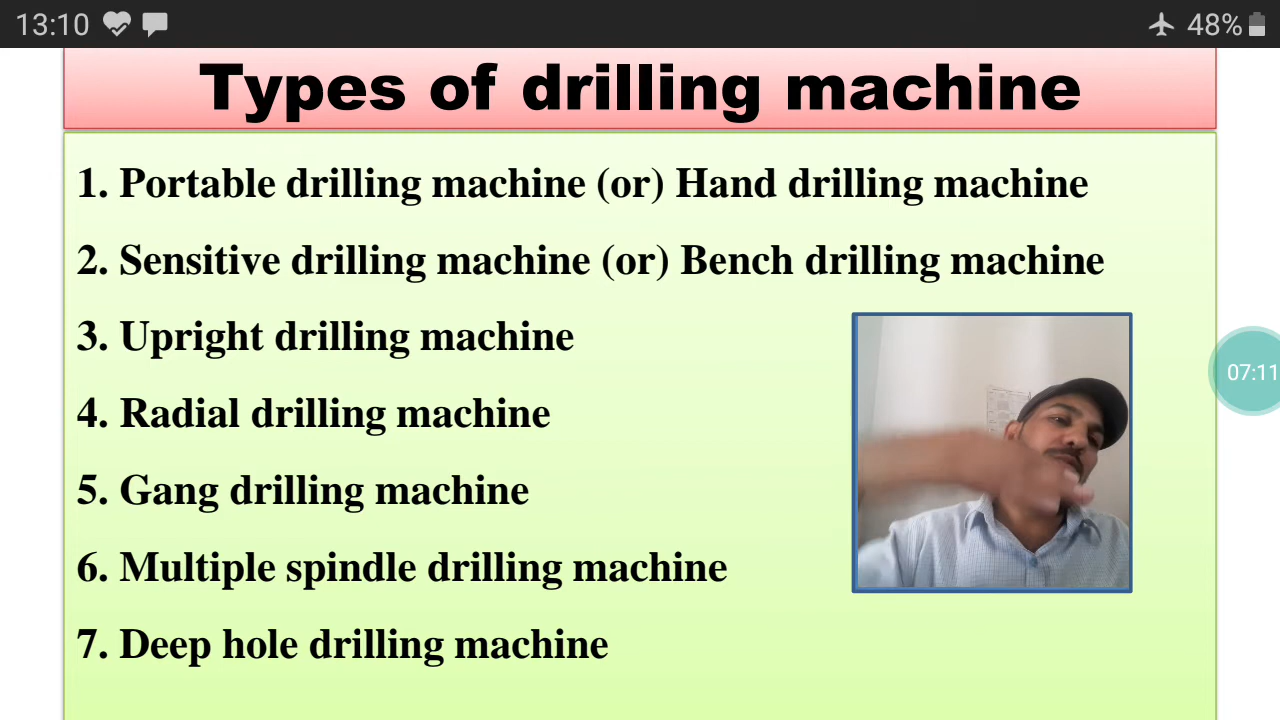 13:10 48%
Types of drilling machine
1. Portable drilling machine (or) Hand drilling machine
2. Sensitive drilling machine (or) Bench drilling machine
3. Upright drilling machine
4. Radial drilling machine
5. Gang drilling machine
6. Multiple spindle drilling machine
7. Deep hole drilling machine
07:11